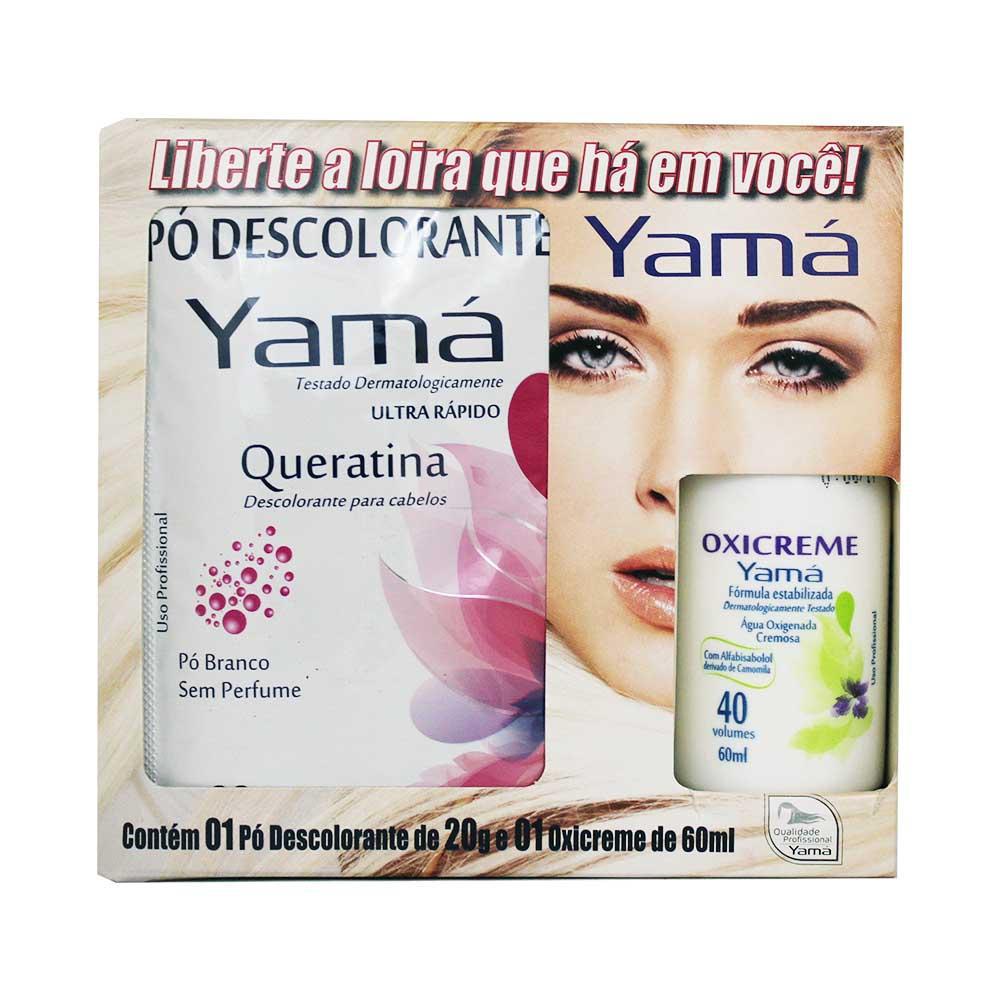 Liberte a loira que há em você!
PÓ DESCOLORANTE
Yamá
Testado Dermatologicamente
ULTRA RÁPIDO
Queratina
Descolorante para cabelos
Uso Profissional
Pó Branco
Sem Perfume
Yamá
OXICREME
Yamá
Fórmula estabilizada
Dermatologicamente Testado
Água Oxigenada
Cremosa
Com Alfabisabolol
derivado de Camomila
Uso Profissional
40
volumes
60ml
Contém 01 Pó Descolorante de 20g e 01 Oxicreme de 60ml
Qualidade
Profissional
Yamá